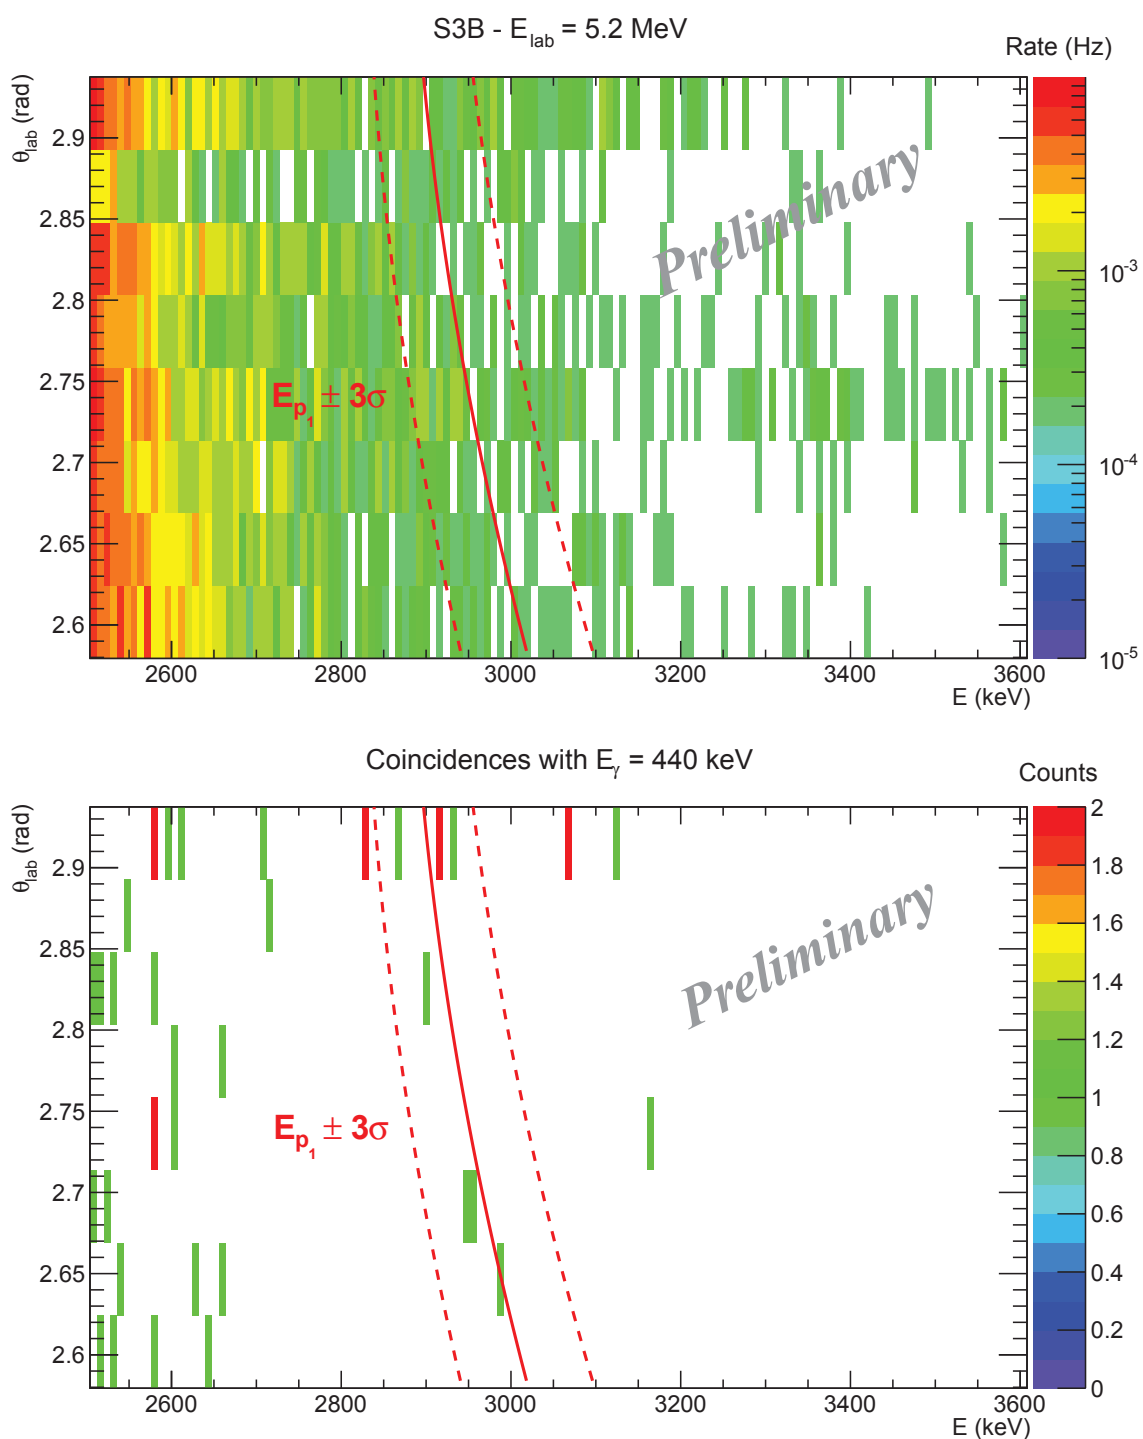 S3B - E_lab = 5.2 MeV
Rate (Hz)
θ_lab (rad)
2.9
2.85
2.8
2.75
2.7
2.65
2.6
Preliminary
E_p_1 ± 3σ
10^-3
10^-4
10^-5
2600 2800 3000 3200 3400 3600
E (keV)
Coincidences with E_γ = 440 keV
Counts
θ_lab (rad)
2.9
2.85
2.8
2.75
2.7
2.65
2.6
Preliminary
E_p_1 ± 3σ
2
1.8
1.6
1.4
1.2
1
0.8
0.6
0.4
0.2
0
2600 2800 3000 3200 3400 3600
E (keV)